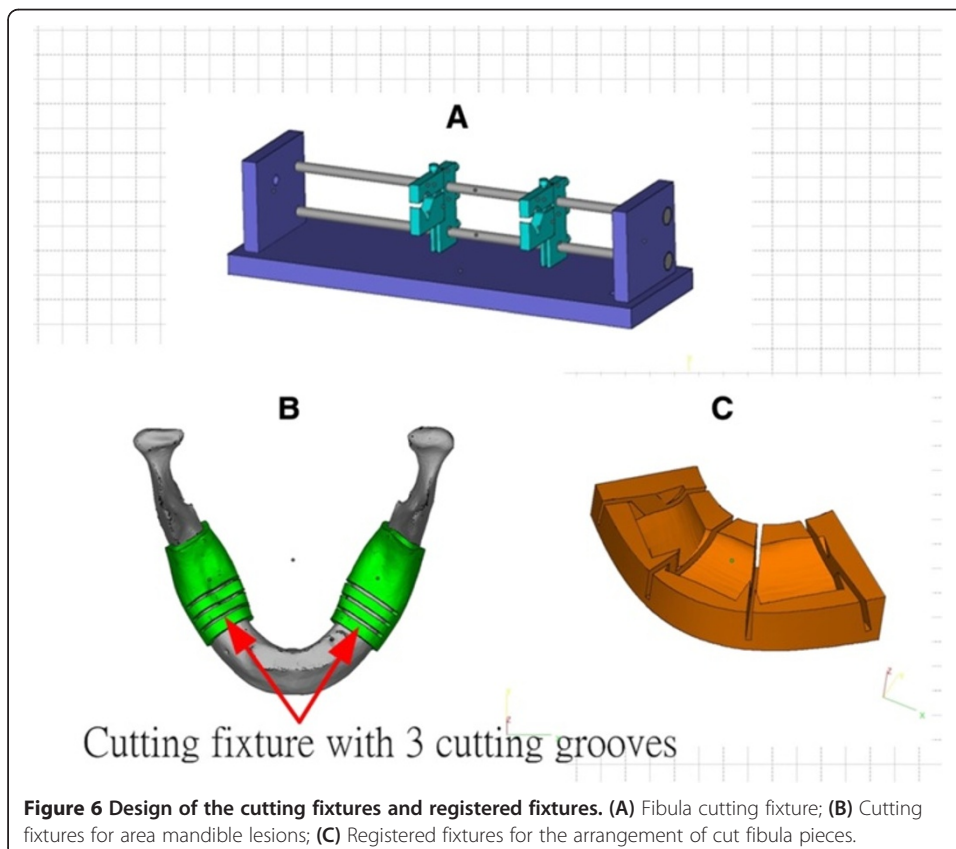 A
B
C
Cutting fixture with 3 cutting grooves
Figure 6 Design of the cutting fixtures and registered fixtures. (A) Fibula cutting fixture; (B) Cutting
fixtures for area mandible lesions; (C) Registered fixtures for the arrangement of cut fibula pieces.